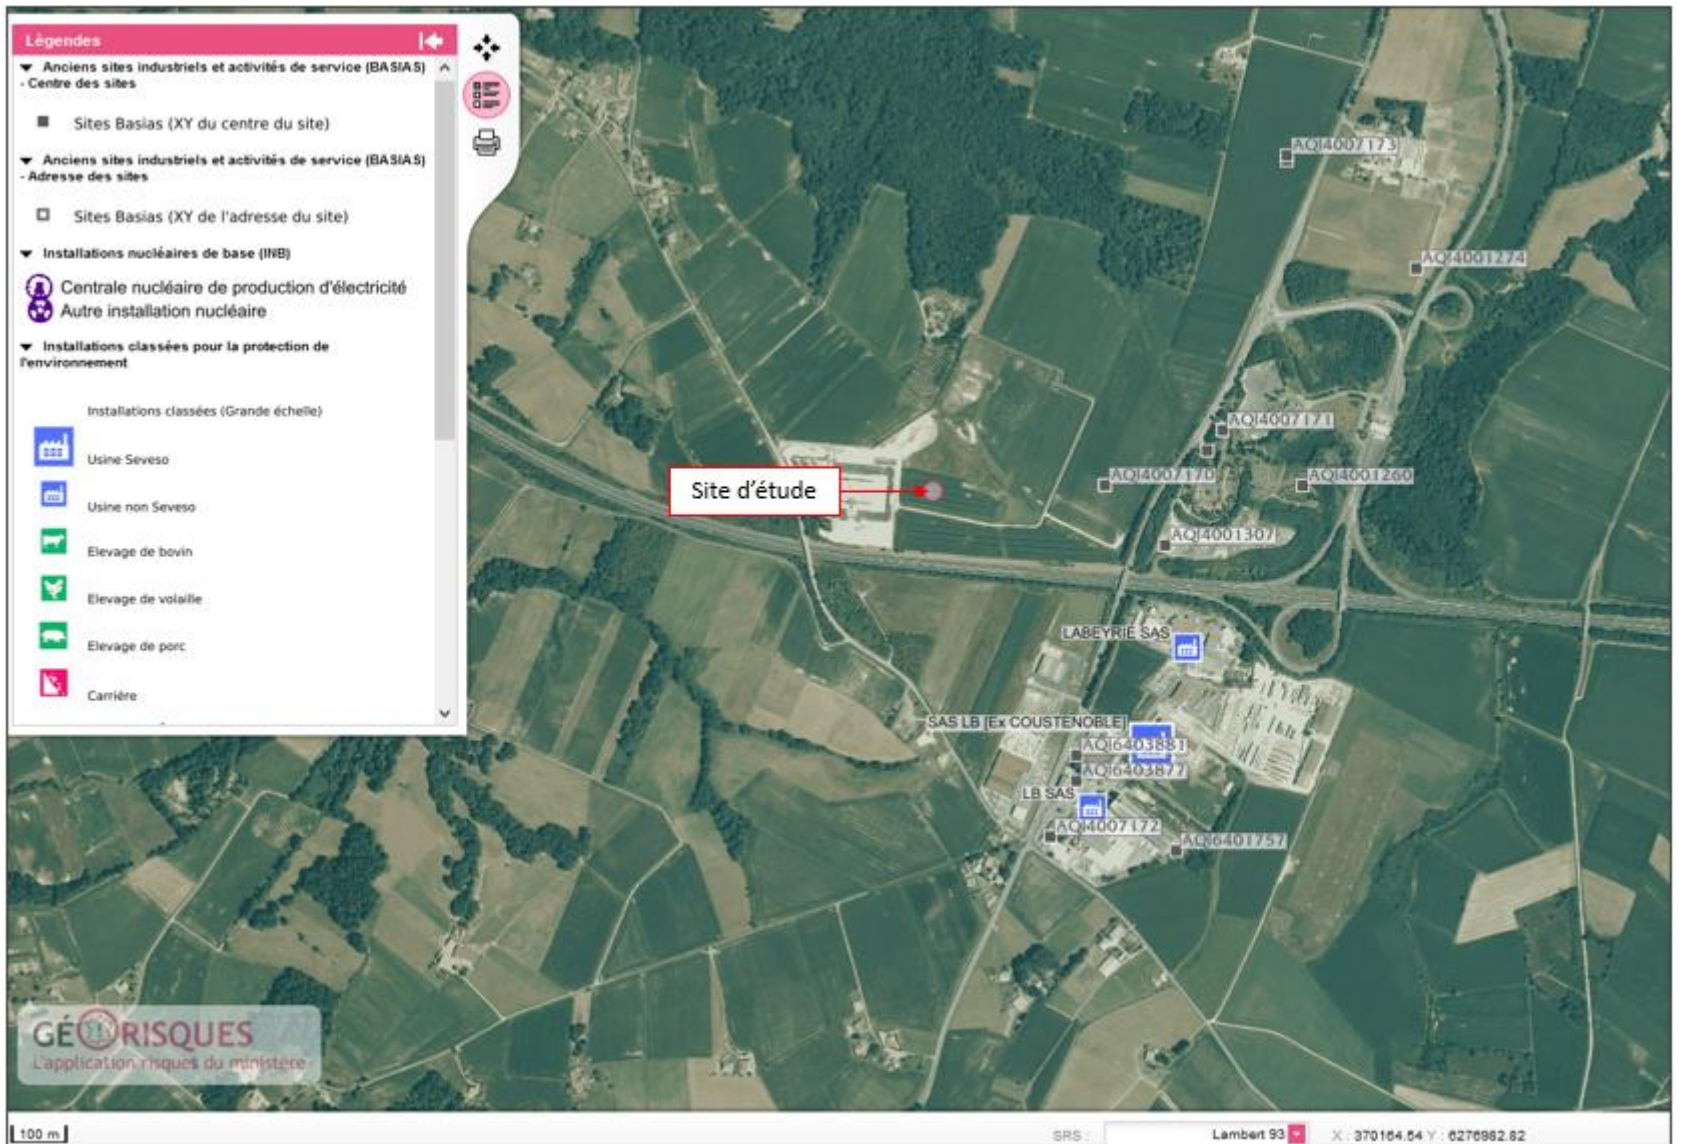 Légendes
Anciens sites industriels et activités de service (BASIAS)
- Centre des sites
Sites Basias (XY du centre du site)
Anciens sites industriels et activités de service (BASIAS)
- Adresse des sites
Sites Basias (XY de l'adresse du site)
Installations nucléaires de base (INB)
Centrale nucléaire de production d'électricité
Autre installation nucléaire
Installations classées pour la protection de
l'environnement
Installations classées (Grande échelle)
Usine Seveso
Usine non Seveso
Elevage de bovin
Elevage de volaille
Elevage de porc
Carrière
AQI4007173
AQI4001274
AQI4007171
AQI4007170
AQI4001260
Site d'étude
AQI4001307
LABEYRIE SAS
SAS LB [Ex COUSTENOBLE]
AQI6403881
AQI6403877
LB SAS
AQI4007172
AQI6401757
GÉORISQUES
L'application risques du ministère
100 m
SRS :
Lambert 93
X : 370164.54 Y : 6276982.82